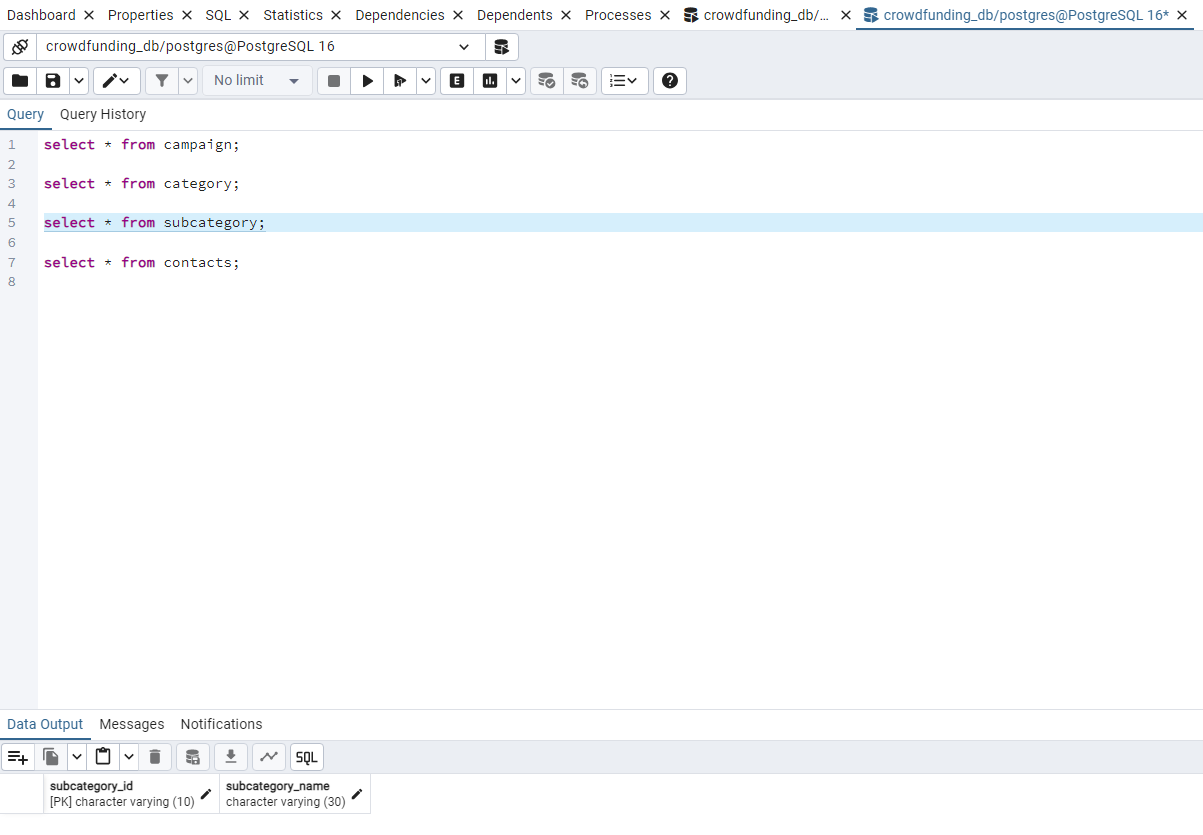 Dashboard Properties SQL Statistics Dependencies Dependents Processes crowdfunding_db/... crowdfunding_db/postgres@PostgreSQL 16*
crowdfunding_db/postgres@PostgreSQL 16
No limit E
Query Query History
1 select * from campaign;
2
3 select * from category;
4
5 select * from subcategory;
6
7 select * from contacts;
8
Data Output Messages Notifications
SQL
subcategory_id subcategory_name
[PK] character varying (10) character varying (30)